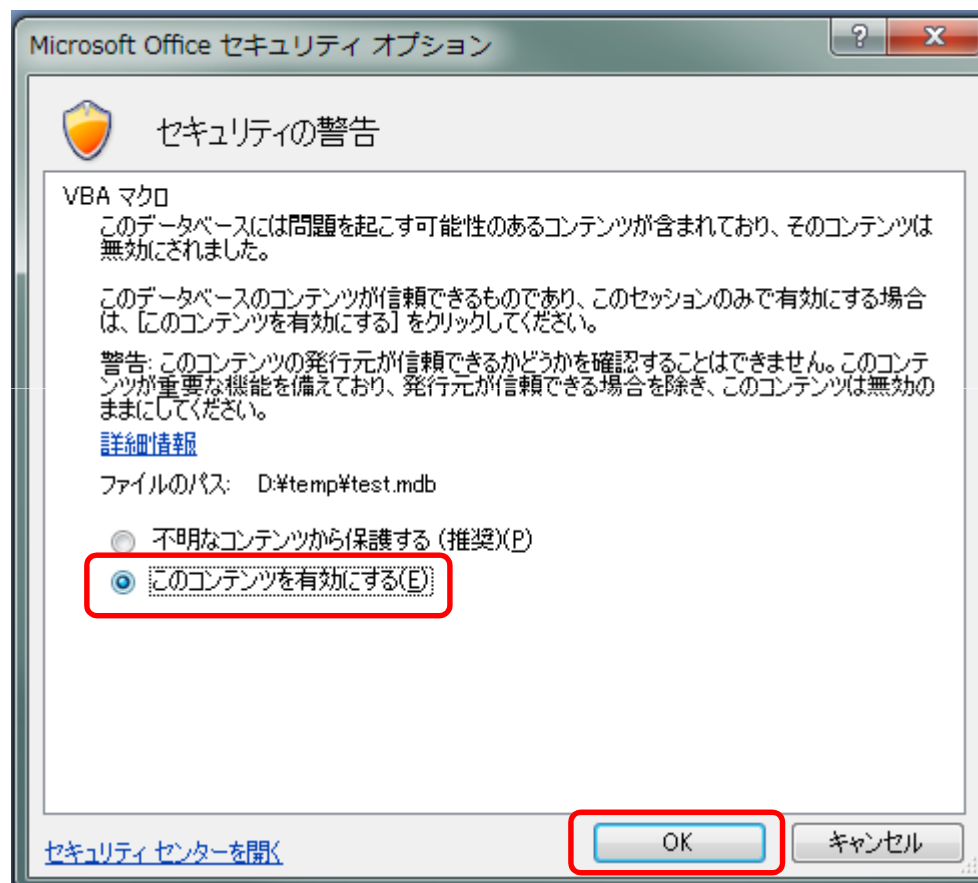 Microsoft Office セキュリティ オプション
? x
セキュリティの警告
VBA マクロ
このデータベースには問題を起こす可能性のあるコンテンツが含まれており、そのコンテンツは
無効にされました。
このデータベースのコンテンツが信頼できるものであり、このセッションのみで有効にする場合
は、[このコンテンツを有効にする] をクリックしてください。
警告: このコンテンツの発行元が信頼できるかどうかを確認することはできません。このコンテ
ンツが重要な機能を備えており、発行元が信頼できる場合を除き、このコンテンツは無効の
ままにしてください。
詳細情報
ファイルのパス: D:¥temp¥test.mdb
不明なコンテンツから保護する (推奨)(P)
このコンテンツを有効にする(E)
セキュリティ センターを開く
OK
キャンセル